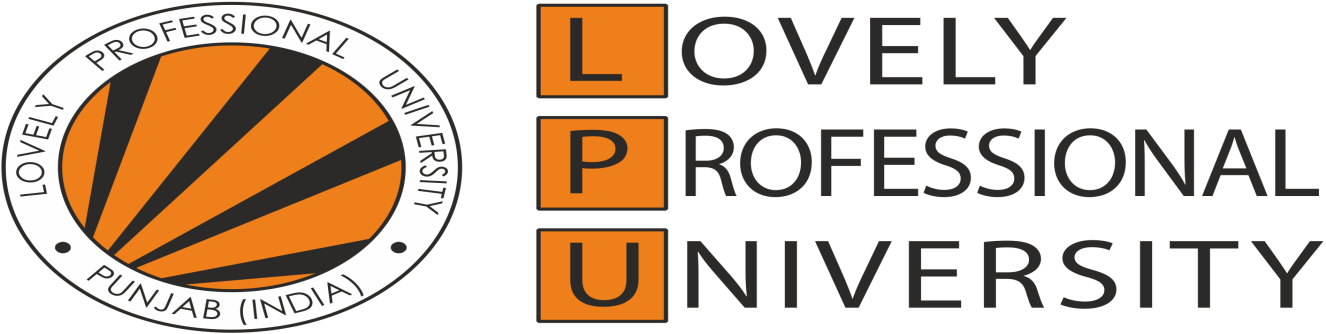 LOVELY PROFESSIONAL UNIVERSITY
• PUNJAB (INDIA) •
LOVELY
PROFESSIONAL
UNIVERSITY